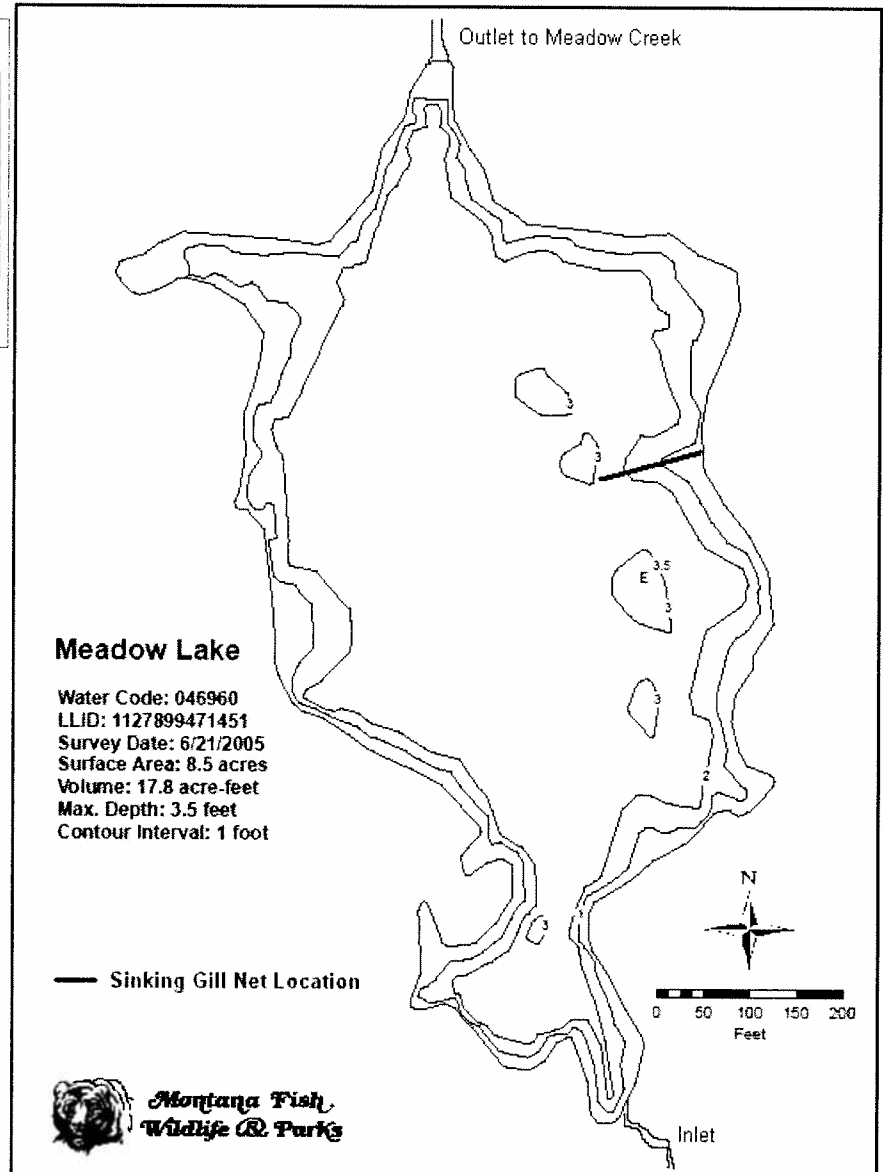 Outlet to Meadow Creek
3
3
3.5
E
3
3
2
Meadow Lake
Water Code: 046960
LLID: 1127899471451
Survey Date: 6/21/2005
Surface Area: 8.5 acres
Volume: 17.8 acre-feet
Max. Depth: 3.5 feet
Contour Interval: 1 foot
3
N
Sinking Gill Net Location
0 50 100 150 200
Feet
Montana Fish,
Wildlife & Parks
Inlet